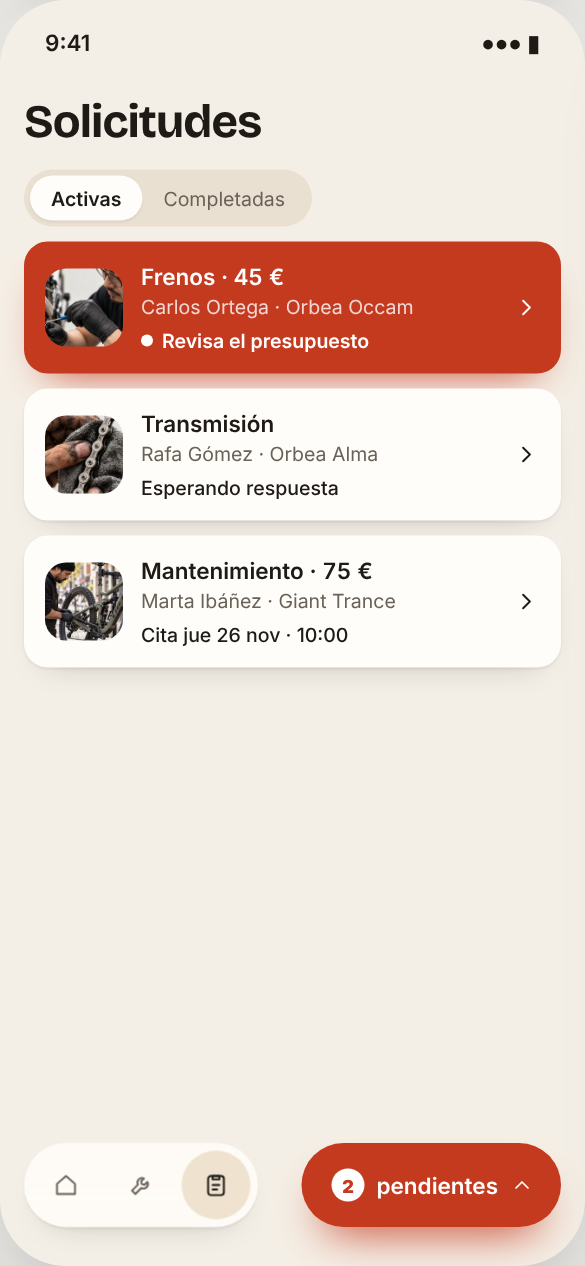 9:41
Solicitudes
Activas
Completadas
Frenos · 45 €
Carlos Ortega · Orbea Occam
Revisa el presupuesto
Transmisión
Rafa Gómez · Orbea Alma
Esperando respuesta
Mantenimiento · 75 €
Marta Ibáñez · Giant Trance
Cita jue 26 nov · 10:00
2 pendientes